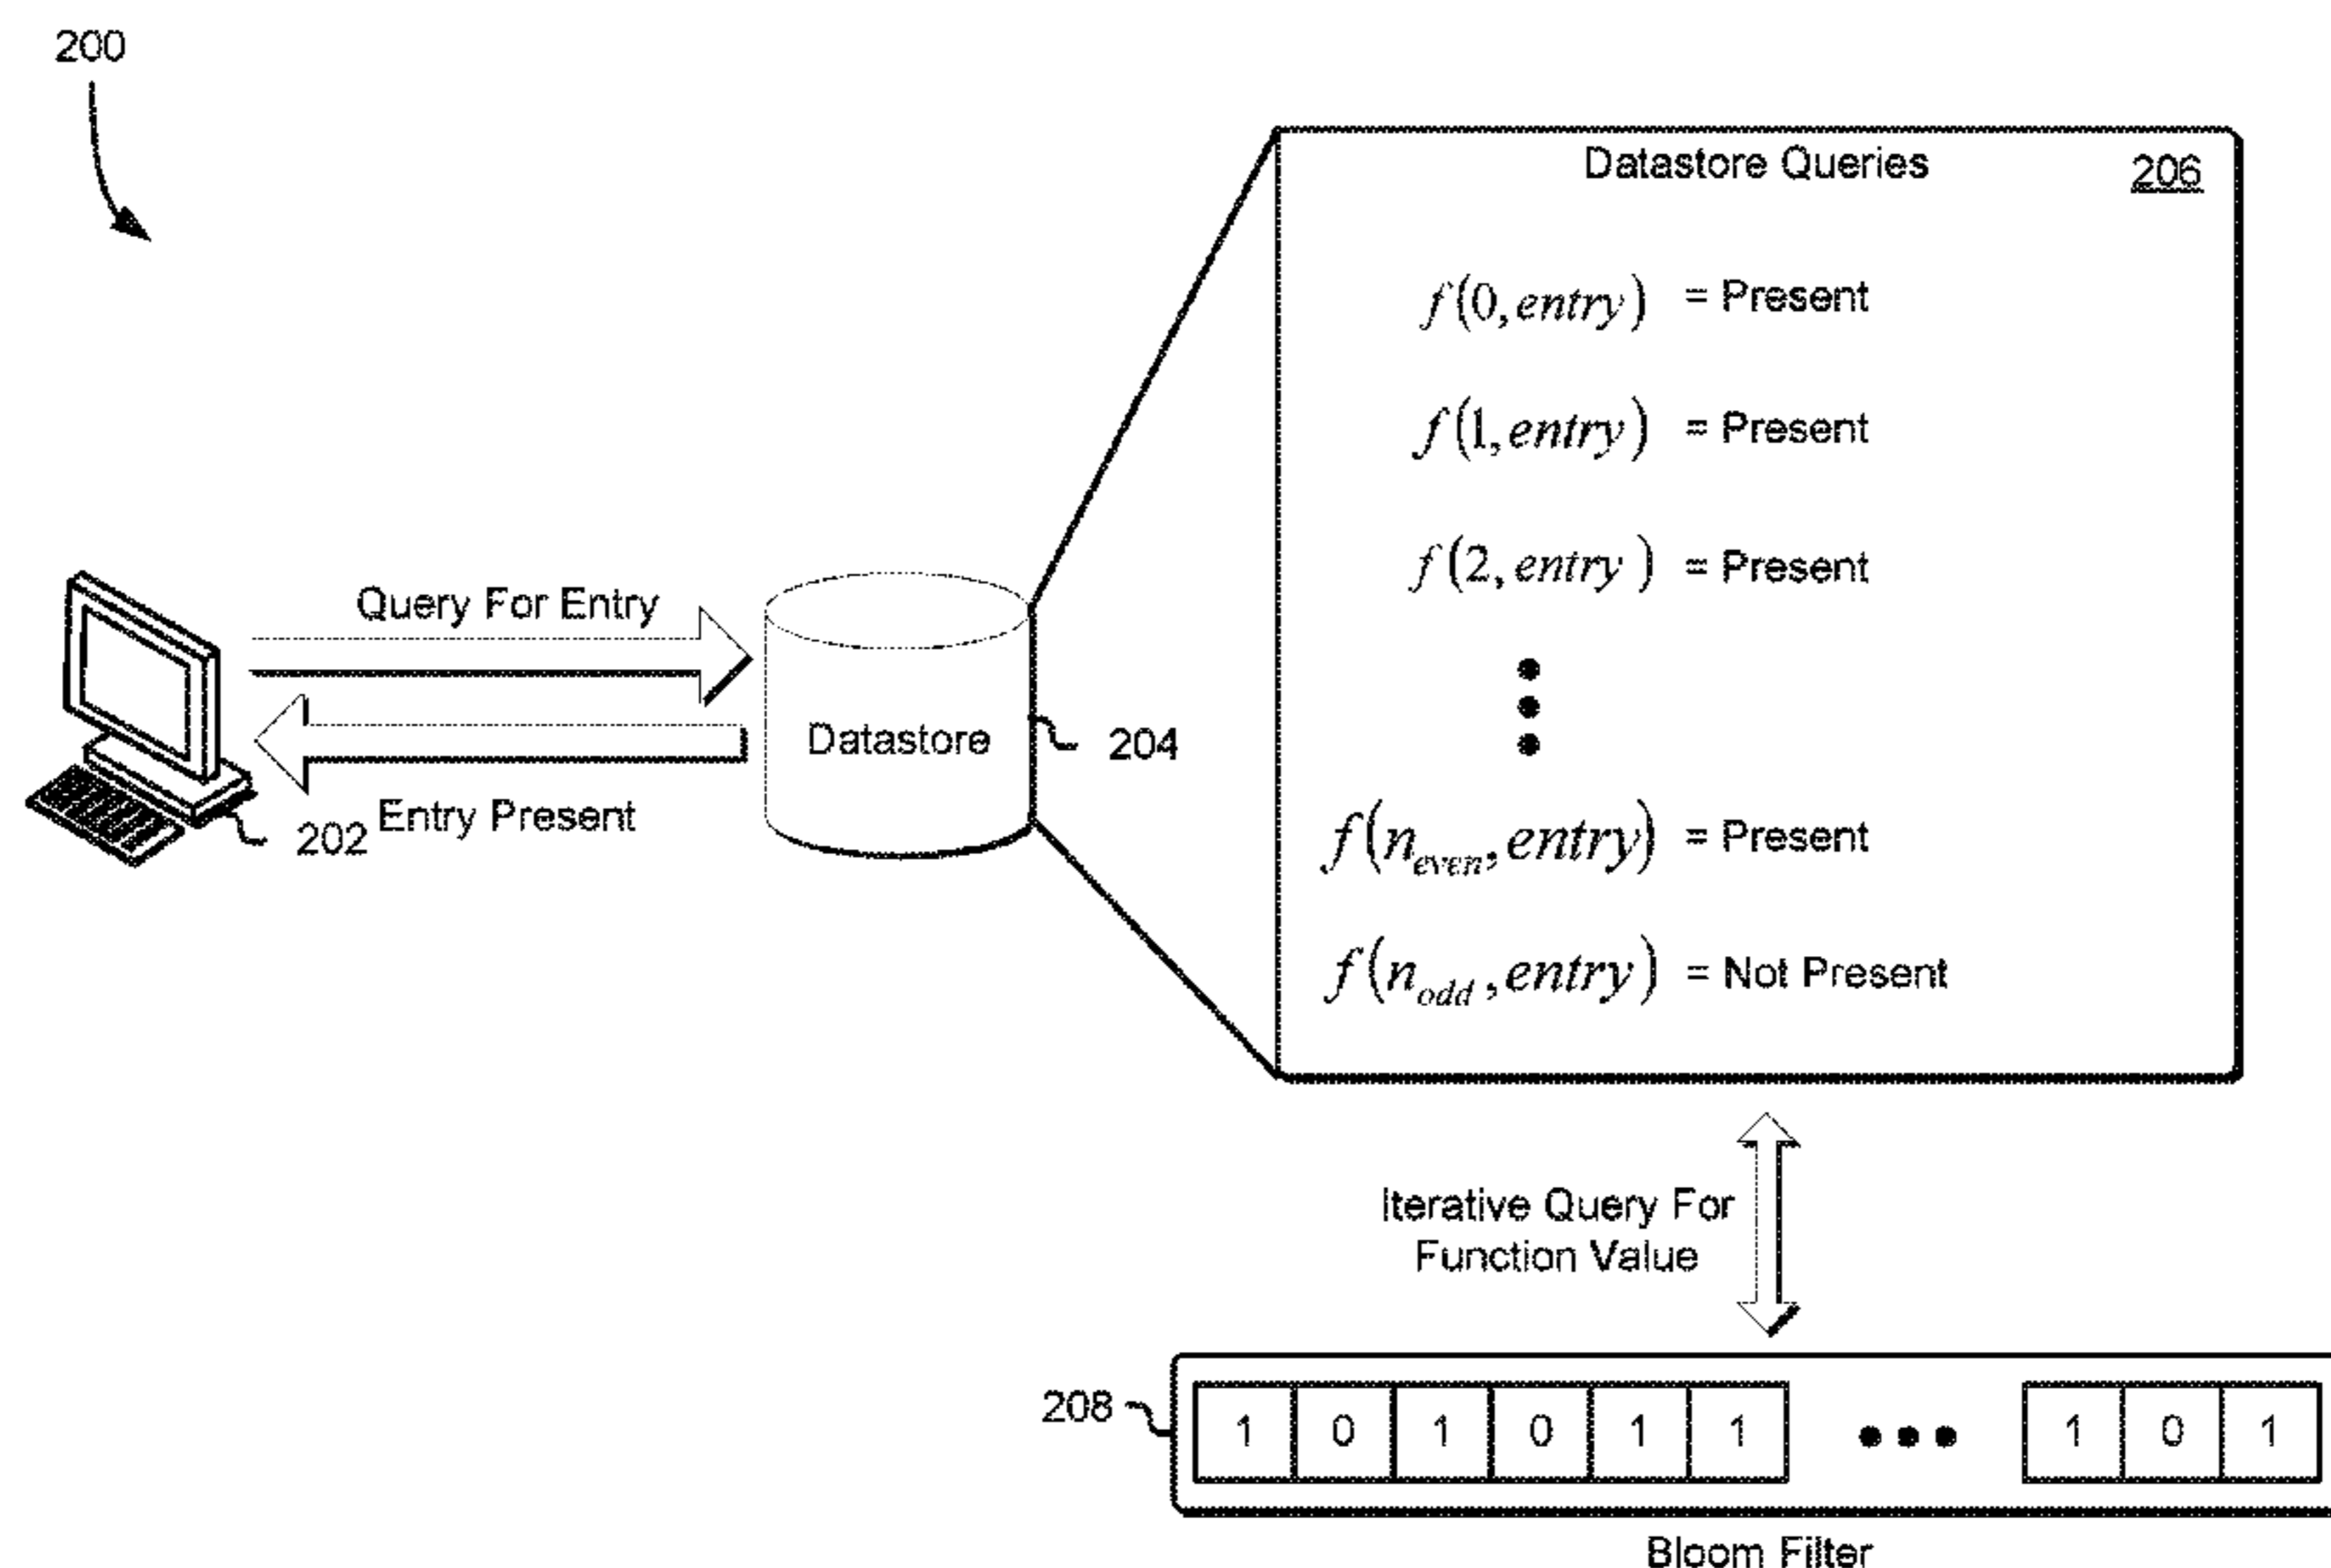 200
Datastore Queries 206
f(0, entry) = Present
f(1, entry) = Present
f(2, entry) = Present
Query For Entry
Datastore
204
202
Entry Present
f(n_even, entry) = Present
f(n_odd, entry) = Not Present
Iterative Query For
Function Value
208
1 0 1 0 1 1 ••• 1 0 1
Bloom Filter